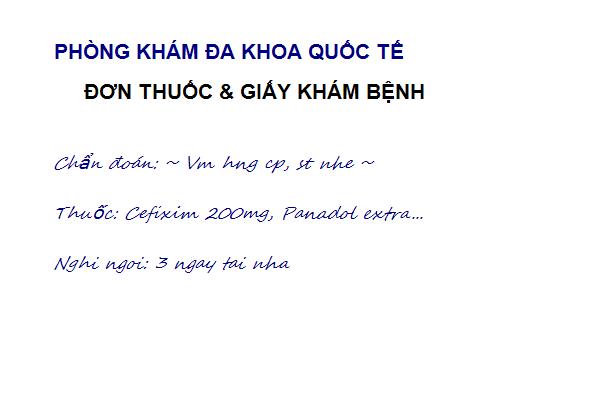 PHÒNG KHÁM ĐA KHOA QUỐC TẾ
ĐƠN THUỐC & GIẤY KHÁM BỆNH
Chẩn đoán: ~ Vm hng cp, st nhe ~
Thuốc: Cefixim 200mg, Panadol extra...
Nghi ngoi: 3 ngay tai nha